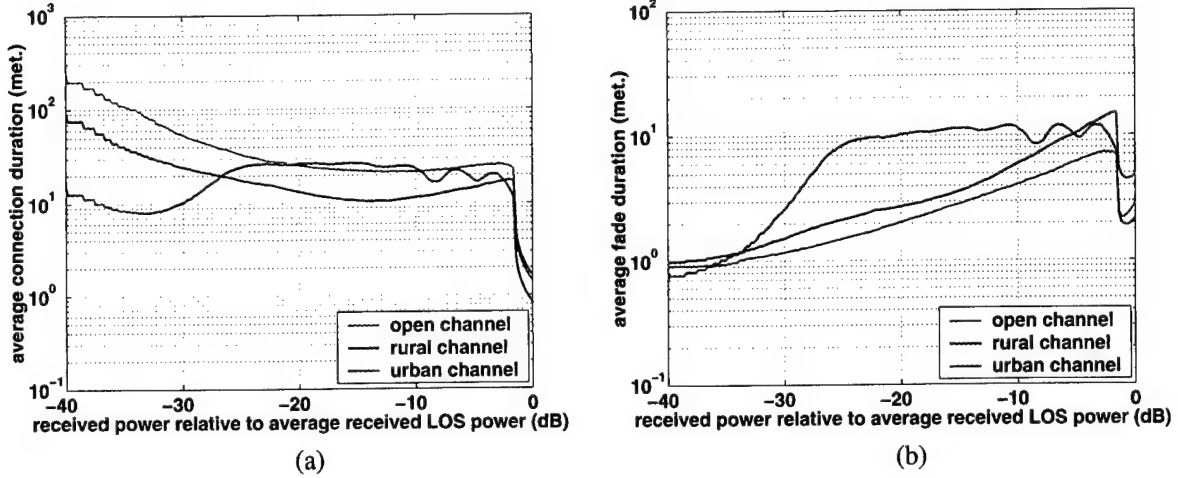 average connection duration (met.)
10^3
10^2
10^1
10^0
10^-1
−40
−30
−20
−10
0
open channel
rural channel
urban channel
received power relative to average received LOS power (dB)
(a)
average fade duration (met.)
10^2
10^1
10^0
10^-1
−40
−30
−20
−10
0
open channel
rural channel
urban channel
received power relative to average received LOS power (dB)
(b)